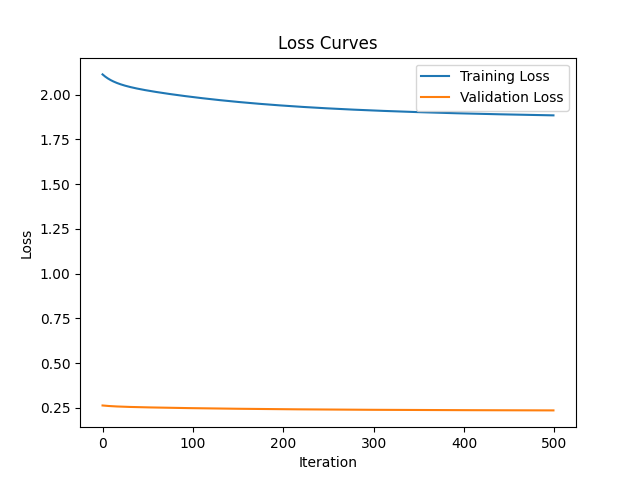 Loss Curves
Training Loss
Validation Loss
2.00
1.75
1.50
1.25
1.00
0.75
0.50
0.25
Loss
0 100 200 300 400 500
Iteration